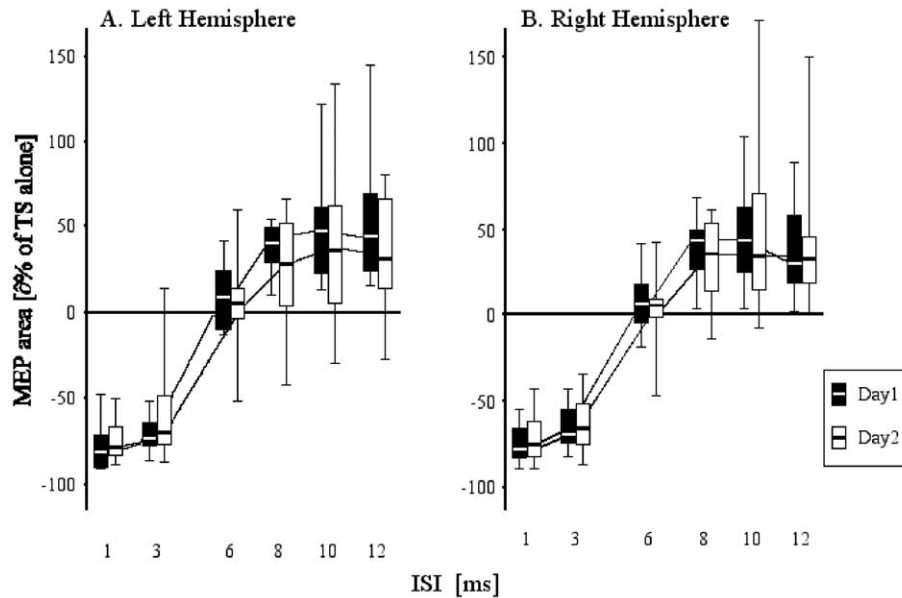 A. Left Hemisphere
B. Right Hemisphere
MEP area [∂% of TS alone]
150
100
50
0
-50
-100
1 3 6 8 10 12
150
100
50
0
-50
-100
1 3 6 8 10 12
Day1
Day2
ISI [ms]